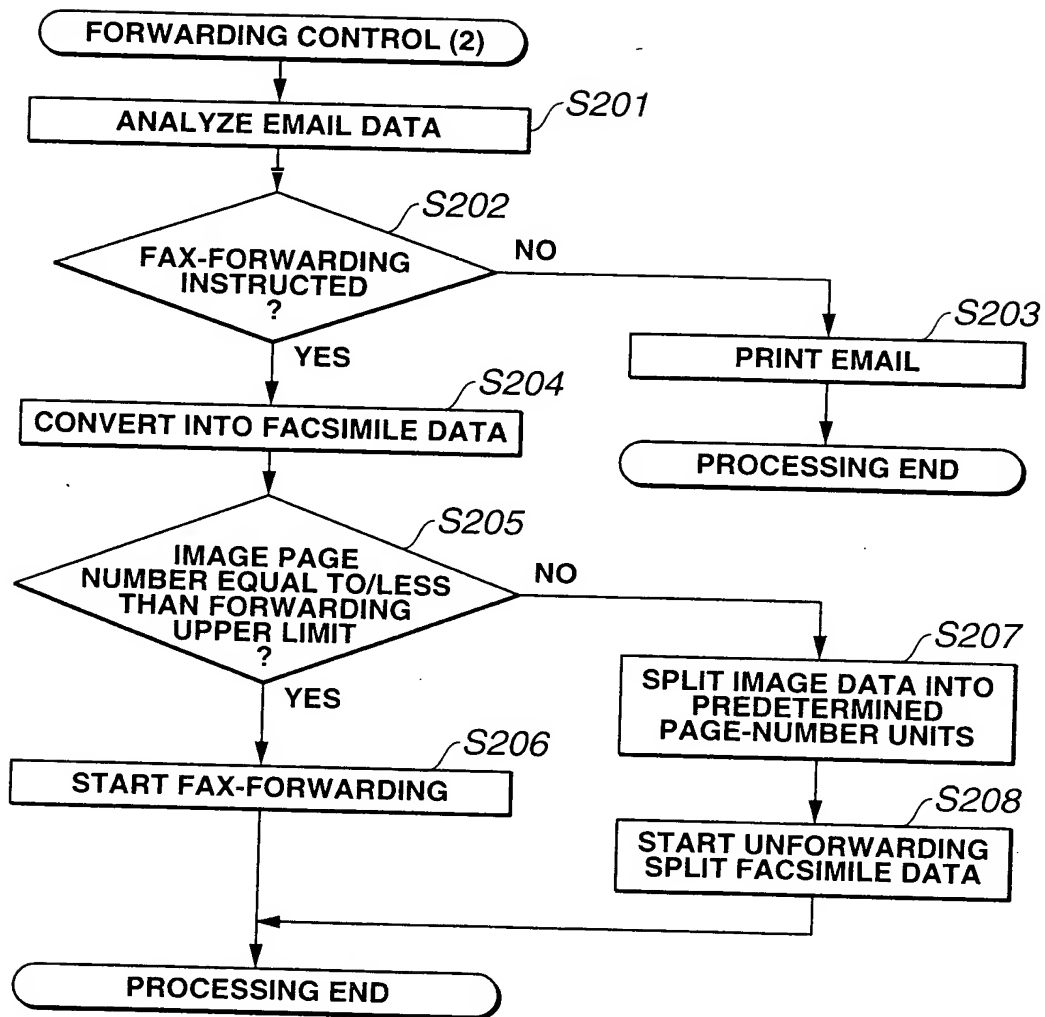 FORWARDING CONTROL (2)
S201
ANALYZE EMAIL DATA
S202
FAX-FORWARDING
INSTRUCTED
?
NO
YES
S203
PRINT EMAIL
PROCESSING END
S204
CONVERT INTO FACSIMILE DATA
S205
IMAGE PAGE
NUMBER EQUAL TO/LESS
THAN FORWARDING
UPPER LIMIT
?
NO
YES
S207
SPLIT IMAGE DATA INTO
PREDETERMINED
PAGE-NUMBER UNITS
S206
START FAX-FORWARDING
S208
START UNFORWARDING
SPLIT FACSIMILE DATA
PROCESSING END